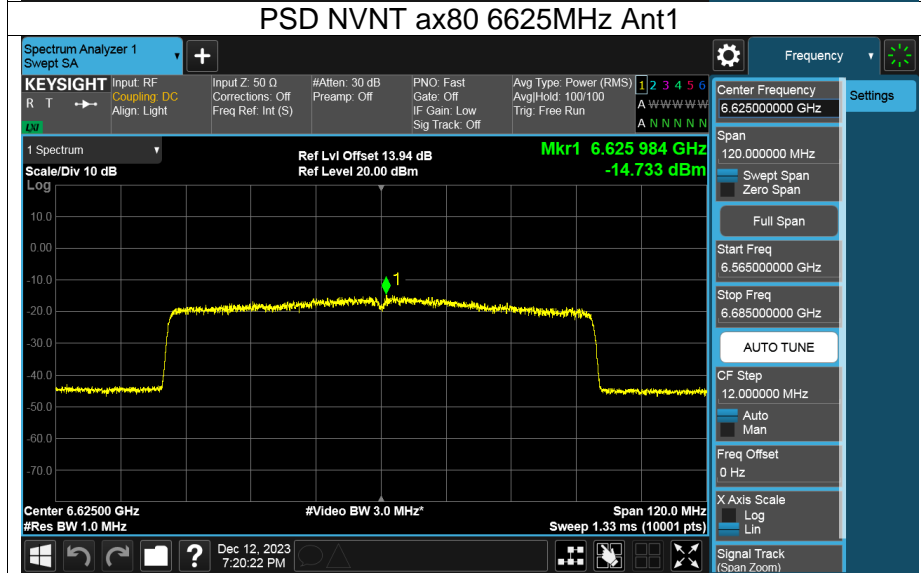 PSD NVNT ax80 6625MHz Ant1
Spectrum Analyzer 1
Swept SA
+
Frequency
KEYSIGHT
R T
LXI
Input: RF
Coupling: DC
Align: Light
Input Z: 50 Ω
Corrections: Off
Freq Ref: Int (S)
#Atten: 30 dB
Preamp: Off
PNO: Fast
Gate: Off
IF Gain: Low
Sig Track: Off
Avg Type: Power (RMS)
Avg|Hold: 100/100
Trig: Free Run
1 2 3 4 5 6
A W W W W W
A N N N N N
1 Spectrum
Scale/Div 10 dB
Log
Ref Lvl Offset 13.94 dB
Ref Level 20.00 dBm
Mkr1 6.625 984 GHz
-14.733 dBm
10.0
0.00
-10.0
-20.0
-30.0
-40.0
-50.0
-60.0
-70.0
1
Center 6.62500 GHz
#Res BW 1.0 MHz
#Video BW 3.0 MHz*
Span 120.0 MHz
Sweep 1.33 ms (10001 pts)
?
Dec 12, 2023
7:20:22 PM
Center Frequency
6.625000000 GHz
Span
120.000000 MHz
Swept Span
Zero Span
Full Span
Start Freq
6.565000000 GHz
Stop Freq
6.685000000 GHz
AUTO TUNE
CF Step
12.000000 MHz
Auto
Man
Freq Offset
0 Hz
X Axis Scale
Log
Lin
Signal Track
(Span Zoom)
Settings